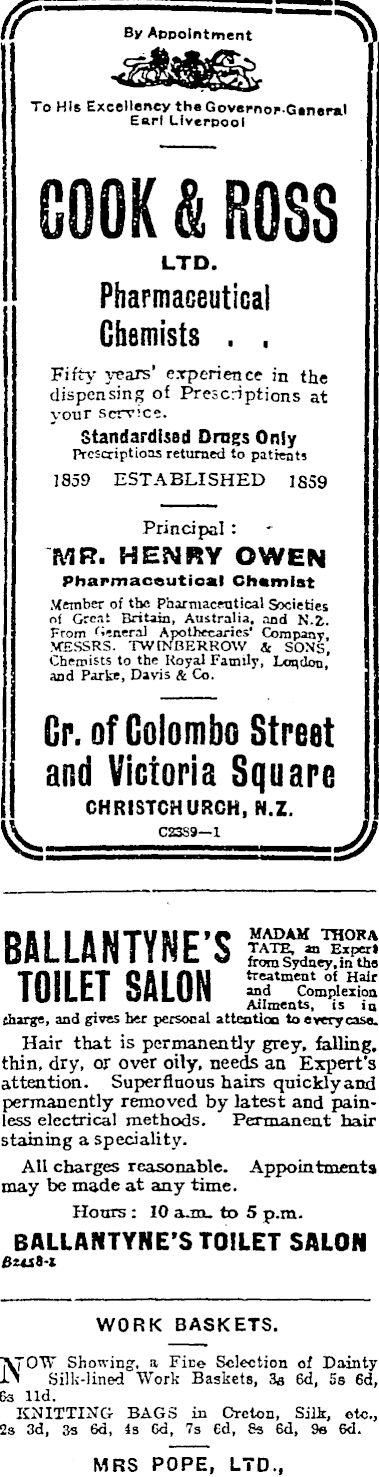 By Appointment
To His Excellency the Governor-General
Earl Liverpool
COOK & ROSS
LTD.
Pharmaceutical
Chemists . .
Fifty years' experience in the
dispensing of Prescriptions at
your service.
Standardised Drugs Only
Prescriptions returned to patients
1859 ESTABLISHED 1859
Principal :
MR. HENRY OWEN
Pharmaceutical Chemist
Member of the Pharmaceutical Societies
of Great Britain, Australia, and N.Z.
From General Apothecaries' Company,
MESSRS. TWINBERROW & SONS,
Chemists to the Royal Family, London,
and Parke, Davis & Co.
Cr. of Colombo Street
and Victoria Square
CHRISTCHURCH, N.Z.
C2389—1
BALLANTYNE'S
TOILET SALON
MADAM THORA
TATE, an Expert
from Sydney, in the
treatment of Hair
and Complexion
Ailments, is in
charge, and gives her personal attention to every case.
Hair that is permanently grey, falling,
thin, dry, or over oily, needs an Expert's
attention. Superfluous hairs quickly and
permanently removed by latest and pain-
less electrical methods. Permanent hair
staining a speciality.
All charges reasonable. Appointments
may be made at any time.
Hours : 10 a.m. to 5 p.m.
BALLANTYNE'S TOILET SALON
B2458-1
WORK BASKETS.
NOW Showing, a Fine Selection of Dainty
Silk-lined Work Baskets, 3s 6d, 5s 6d,
6s 11d.
KNITTING BAGS in Creton, Silk, etc.,
2s 3d, 3s 6d, 4s 6d, 7s 6d, 8s 6d, 9s 6d.
MRS POPE, LTD.,